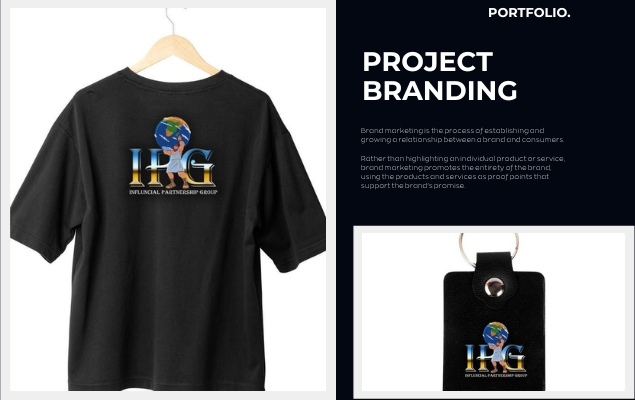 IPG
INFLUNCIAL PARTNERSHIP GROUP
PORTFOLIO.
PROJECT
BRANDING
Brand marketing is the process of establishing and
growing a relationship between a brand and consumers.
Rather than highlighting an individual product or service,
brand marketing promotes the entirety of the brand,
using the products and services as proof points that
support the brand's promise.
IPG
INFLUNCIAL PARTNERSHIP GROUP